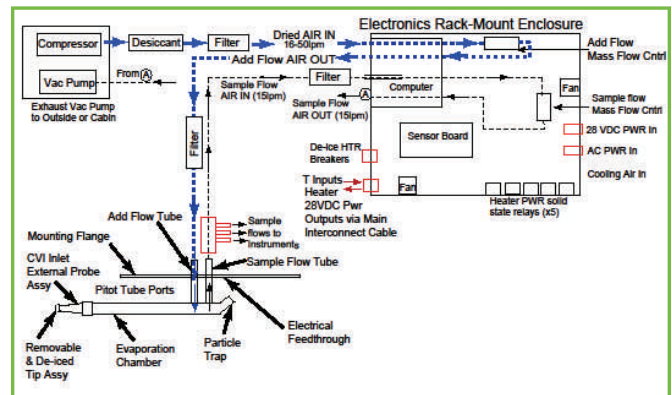 Electronics Rack-Mount Enclosure
Compressor
Desiccant
Filter
Dried AIR IN
16-50lpm
Add Flow AIR OUT
Add Flow
Mass Flow Cntrl
Vac Pump
From A
Exhaust Vac Pump
to Outside or Cabin
Sample Flow
AIR IN (15lpm)
Filter
A
Sample Flow
AIR OUT (15lpm)
Computer
Fan
Sample flow
Mass Flow Cntrl
Sensor Board
28 VDC PWR In
AC PWR In
Cooling Air In
De-Ice HTR
Breakers
T Inputs
Heater
28VDC Pwr
Outputs via Main
Interconnect Cable
Fan
Heater PWR solid
state relays (x5)
Filter
Add Flow Tube
Sample
flows to
instruments
Mounting Flange
CVI Inlet
External Probe
Assy
Pitot Tube Ports
Sample Flow Tube
Removable
& De-iced
Tip Assy
Evaporation
Chamber
Particle
Trap
Electrical
Feedthrough